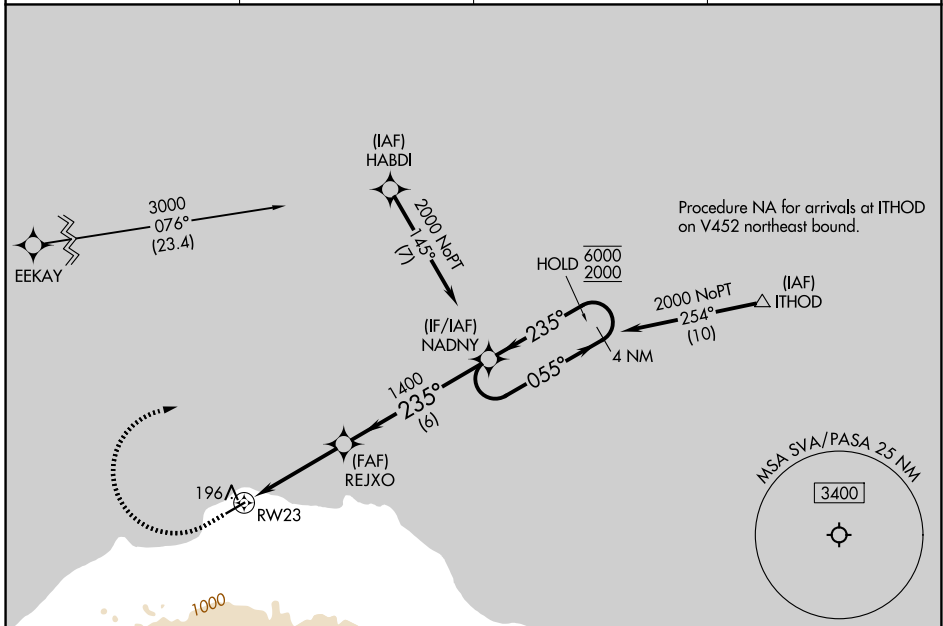 (IAF)
HABDI
3000
076°
(23.4)
EEKAY
2000 NoPT
145°
(7)
Procedure NA for arrivals at ITHOD
on V452 northeast bound.
HOLD
6000
2000
(IAF)
ITHOD
2000 NoPT
254°
(10)
(IF/IAF)
NADNY
235°
055°
4 NM
1400
235°
(6)
(FAF)
REJXO
196
RW23
MSA SVA/PASA 25 NM
3400
1000